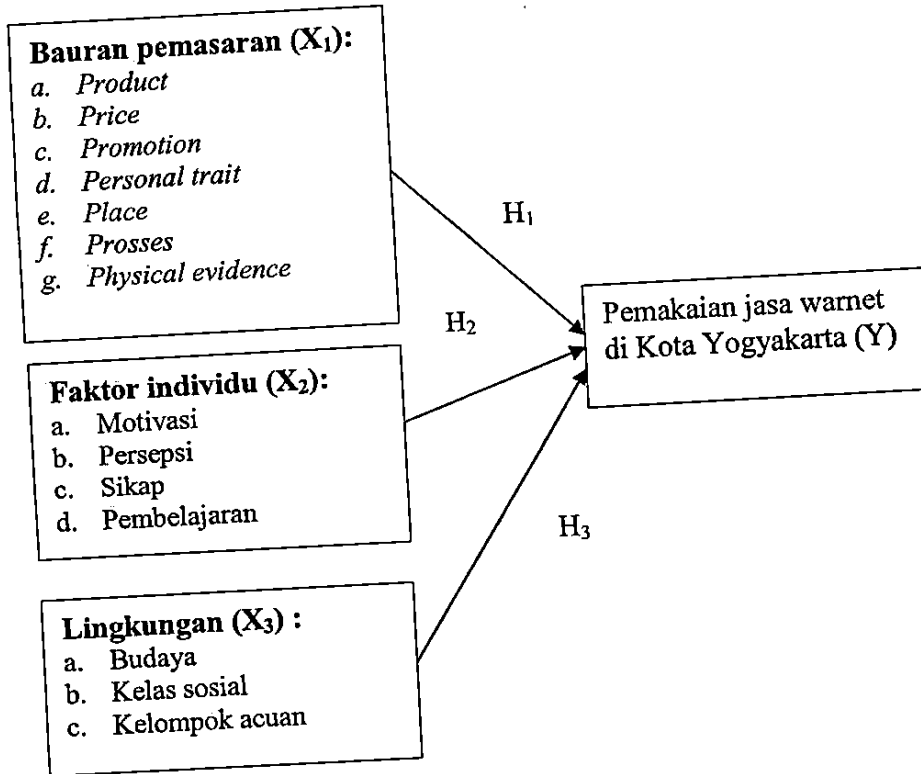 Bauran pemasaran (X₁):
a. Product
b. Price
c. Promotion
d. Personal trait
e. Place
f. Prosses
g. Physical evidence
H₁
H₂
Pemakaian jasa warnet
di Kota Yogyakarta (Y)
Faktor individu (X₂):
a. Motivasi
b. Persepsi
c. Sikap
d. Pembelajaran
H₃
Lingkungan (X₃) :
a. Budaya
b. Kelas sosial
c. Kelompok acuan